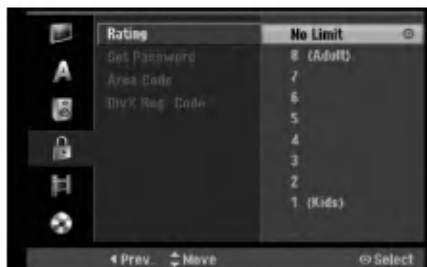 A
Rating
Set Password
Area Code
DivX Reg. Code
No Limit
8 (Adult)
7
6
5
4
3
2
1 (Kids)
Prev. Move Select